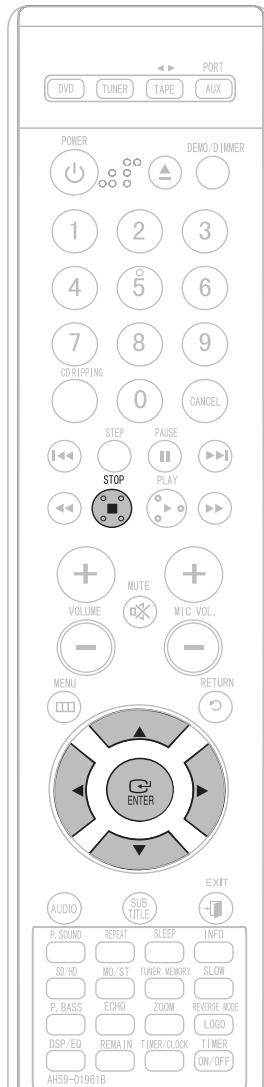 PORT
DVD TUNER TAPE AUX
POWER DEMO/DIMMER
1 2 3
4 5 6
7 8 9
CD RIPPING
0 CANCEL
STEP PAUSE
STOP PLAY
MUTE
VOLUME MIC VOL.
MENU RETURN
ENTER
EXIT
AUDIO SUB TITLE
P.SOUND REPEAT SLEEP INFO
SD/HD MO/ST TUNER MEMORY SLOW
P.BASS ECHO ZOOM REVERSE MODE
LOGO
DSP/EQ REMAIN TIMER/CLOCK TIMER
ON/OFF
AH59-01961B